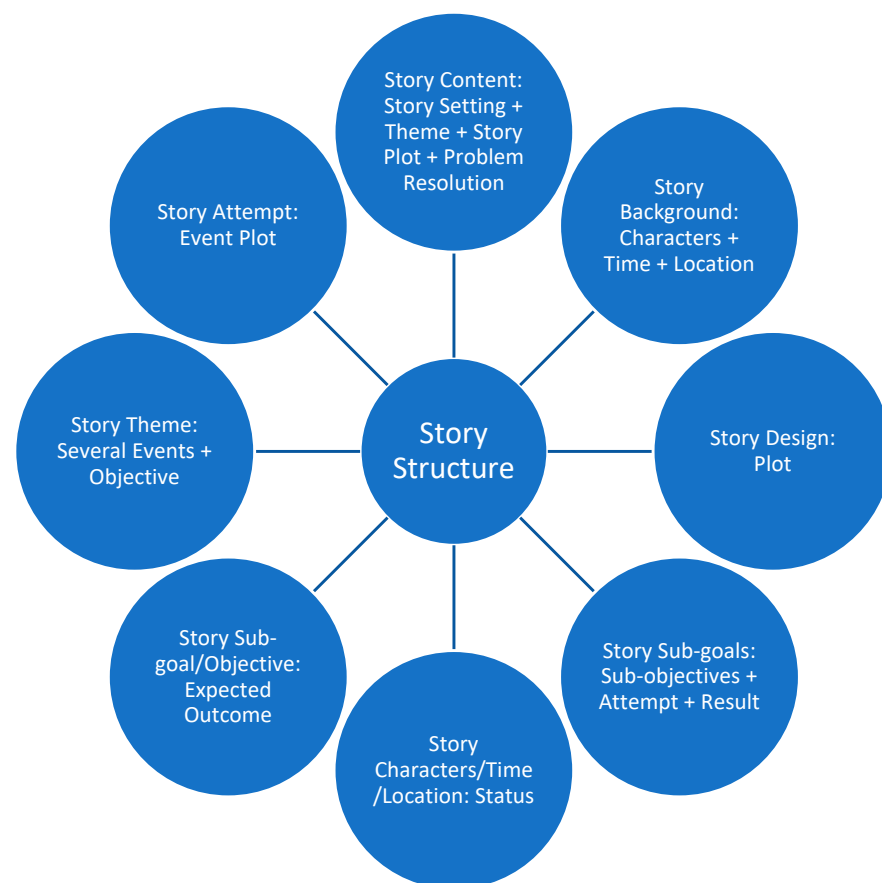 Story Content:
Story Setting +
Theme + Story
Plot + Problem
Resolution
Story
Background:
Characters +
Time + Location
Story Design:
Plot
Story Sub-goals:
Sub-objectives +
Attempt + Result
Story
Characters/Time
/Location: Status
Story Sub-
goal/Objective:
Expected
Outcome
Story Theme:
Several Events +
Objective
Story Attempt:
Event Plot
Story
Structure